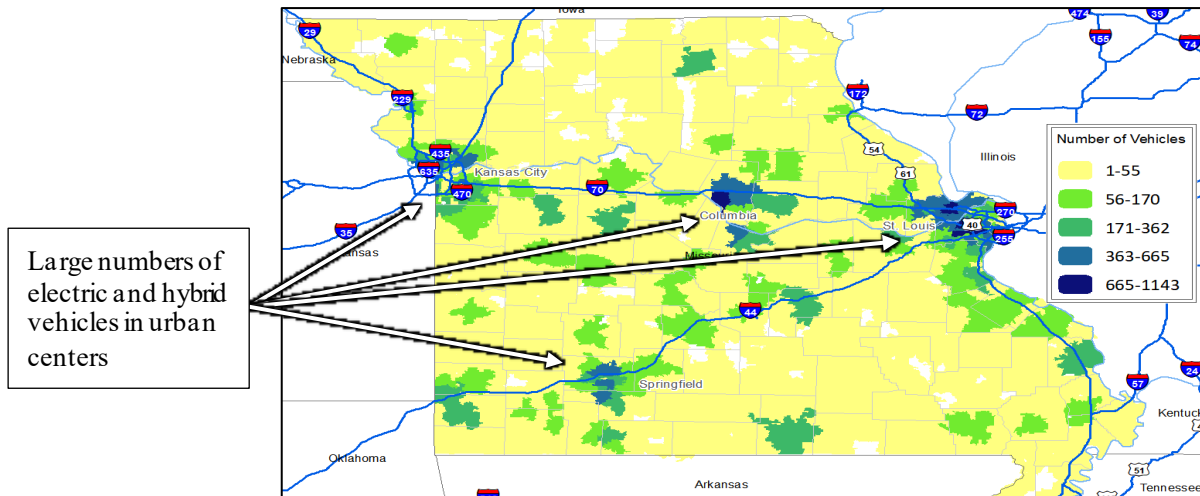 Iowa
29
Nebraska
229
435
635
Kansas City
470
70
35
Columbia
44
Springfield
Oklahoma
Arkansas
172
72
54
61
St. Louis
270
40
255
Illinois
474
39
155
74
57
24
51
Tennessee
Number of Vehicles
1-55
56-170
171-362
363-665
665-1143
Large numbers of
electric and hybrid
vehicles in urban
centers